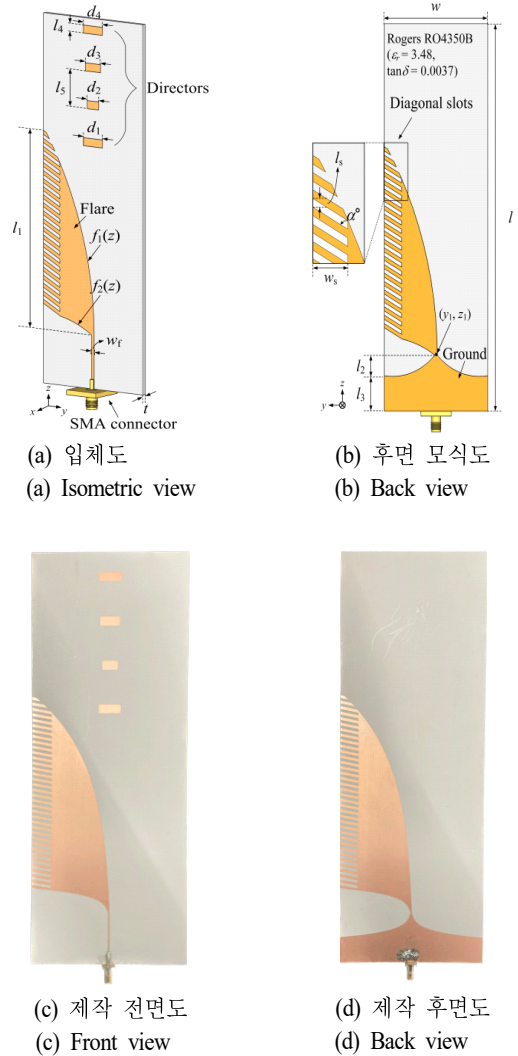 d₄
l₄
d₃
l₅
d₂
d₁
Directors
l₁
Flare
f₁(z)
f₂(z)
w_f
z
x
y
t
SMA connector
(a) 입체도
(a) Isometric view
w
Rogers RO4350B
(εᵣ = 3.48,
tanδ = 0.0037)
Diagonal slots
lₛ
α°
wₛ
l
(y₁, z₁)
Ground
l₂
l₃
z
y
x
(b) 후면 모식도
(b) Back view
(c) 제작 전면도
(c) Front view
(d) 제작 후면도
(d) Back view